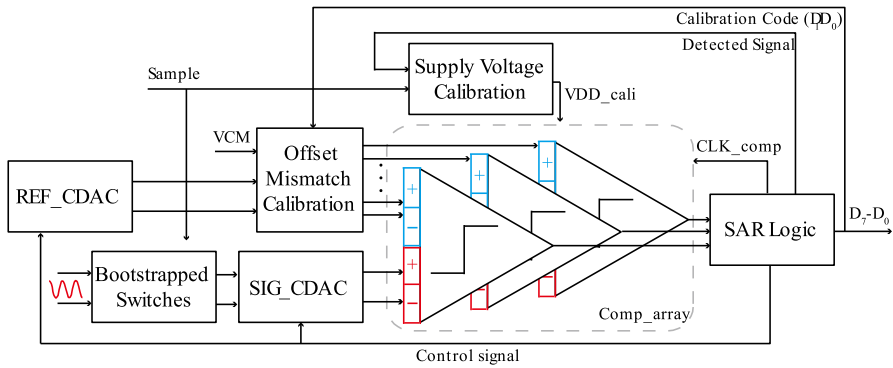 Calibration Code (D1D0)
Detected Signal
Sample
Supply Voltage
Calibration
VDD_cali
VCM
Offset
Mismatch
Calibration
CLK_comp
REF_CDAC
+
+
+
−
SAR Logic
D7-D0
Bootstrapped
Switches
SIG_CDAC
+
−
−
−
Comp_array
Control signal